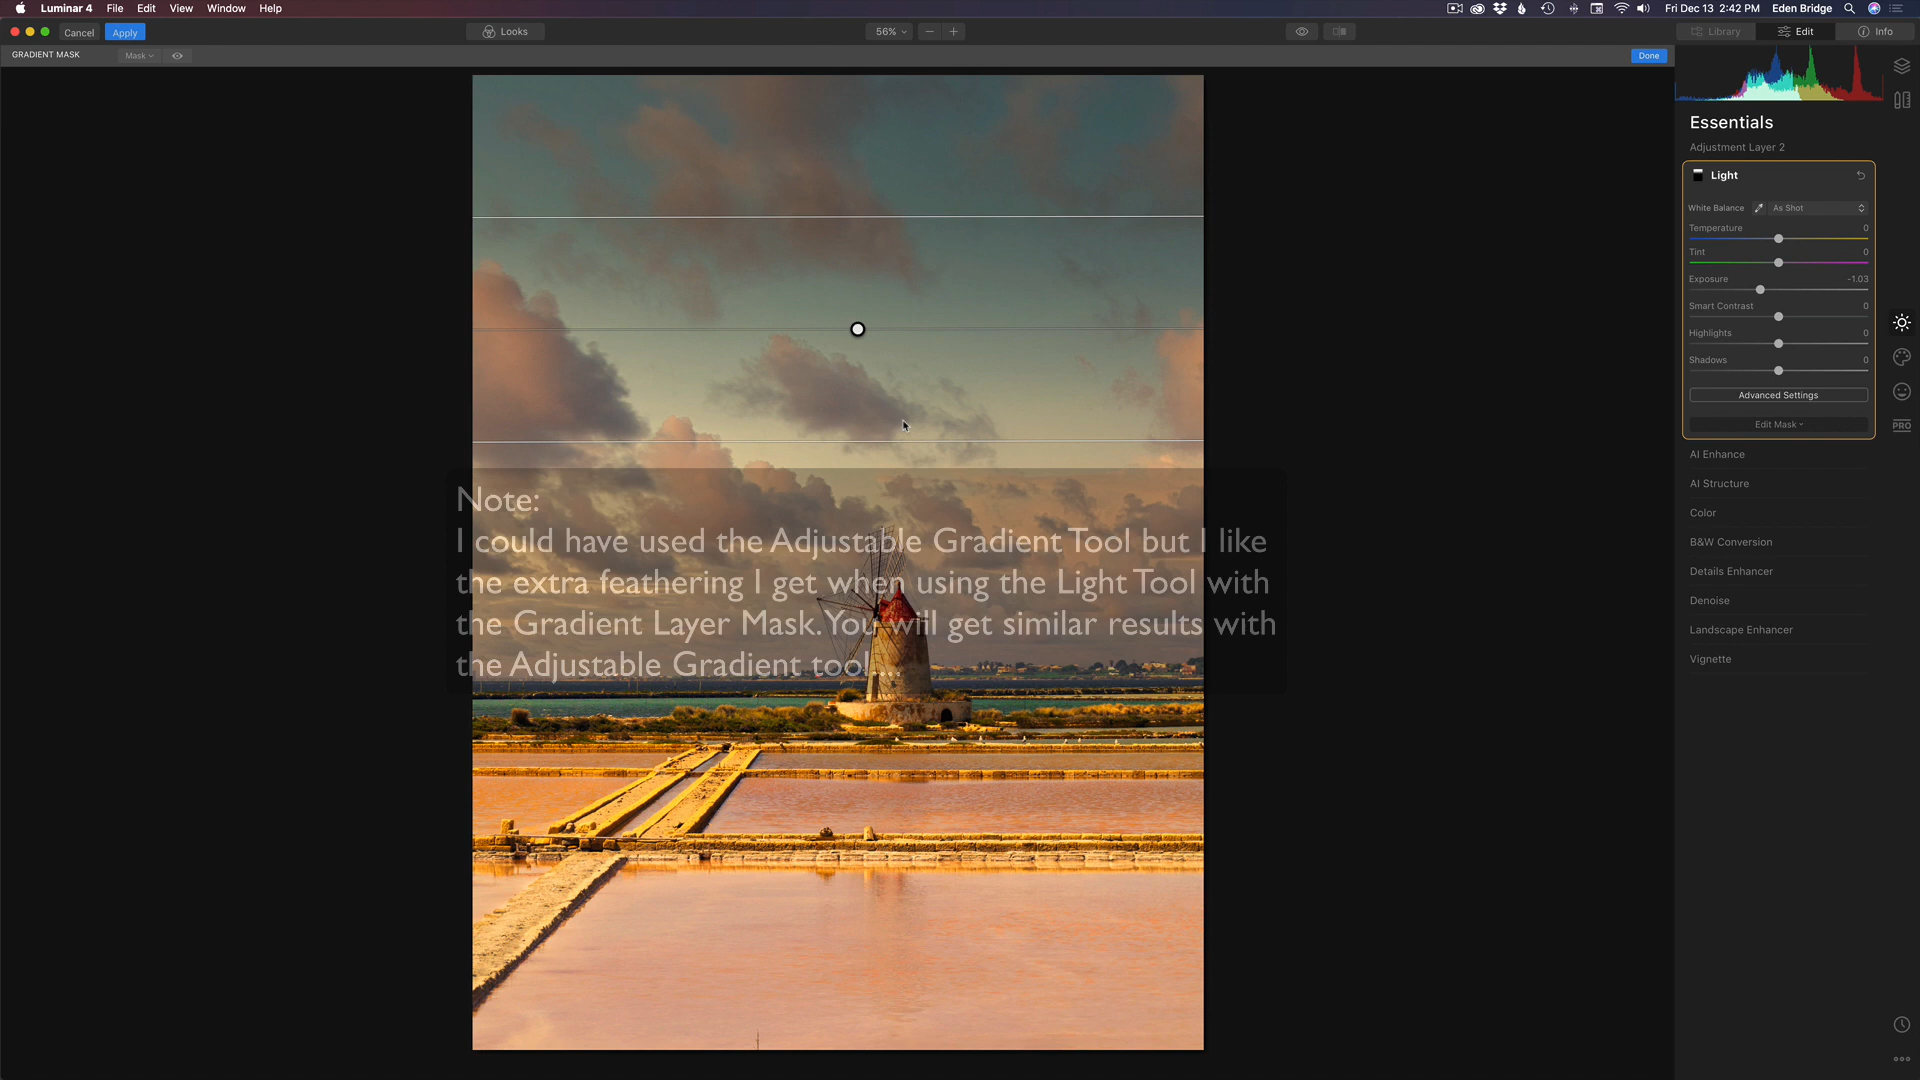 Luminar 4 File Edit View Window Help
Fri Dec 13 2:42 PM Eden Bridge
Cancel Apply
Looks
56%
Library Edit Info
GRADIENT MASK Mask
Done
Essentials
Adjustment Layer 2
Light
White Balance As Shot
Temperature 0
Tint 0
Exposure -1.03
Smart Contrast 0
Highlights 0
Shadows 0
Advanced Settings
Edit Mask
PRO
AI Enhance
AI Structure
Color
B&W Conversion
Details Enhancer
Denoise
Landscape Enhancer
Vignette
Note:
I could have used the Adjustable Gradient Tool but I like
the extra feathering I get when using the Light Tool with
the Gradient Layer Mask. You will get similar results with
the Adjustable Gradient tool....